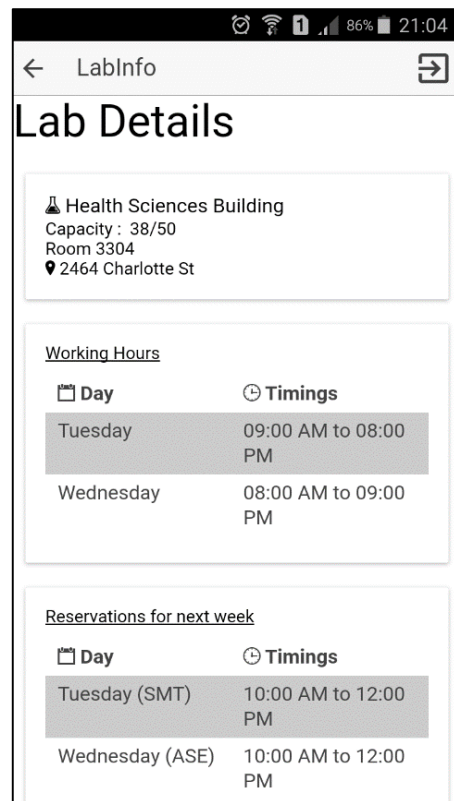 1 86% 21:04
LabInfo
Lab Details
Health Sciences Building
Capacity : 38/50
Room 3304
2464 Charlotte St
Working Hours
Day Timings
Tuesday 09:00 AM to 08:00
PM
Wednesday 08:00 AM to 09:00
PM
Reservations for next week
Day Timings
Tuesday (SMT) 10:00 AM to 12:00
PM
Wednesday (ASE) 10:00 AM to 12:00
PM